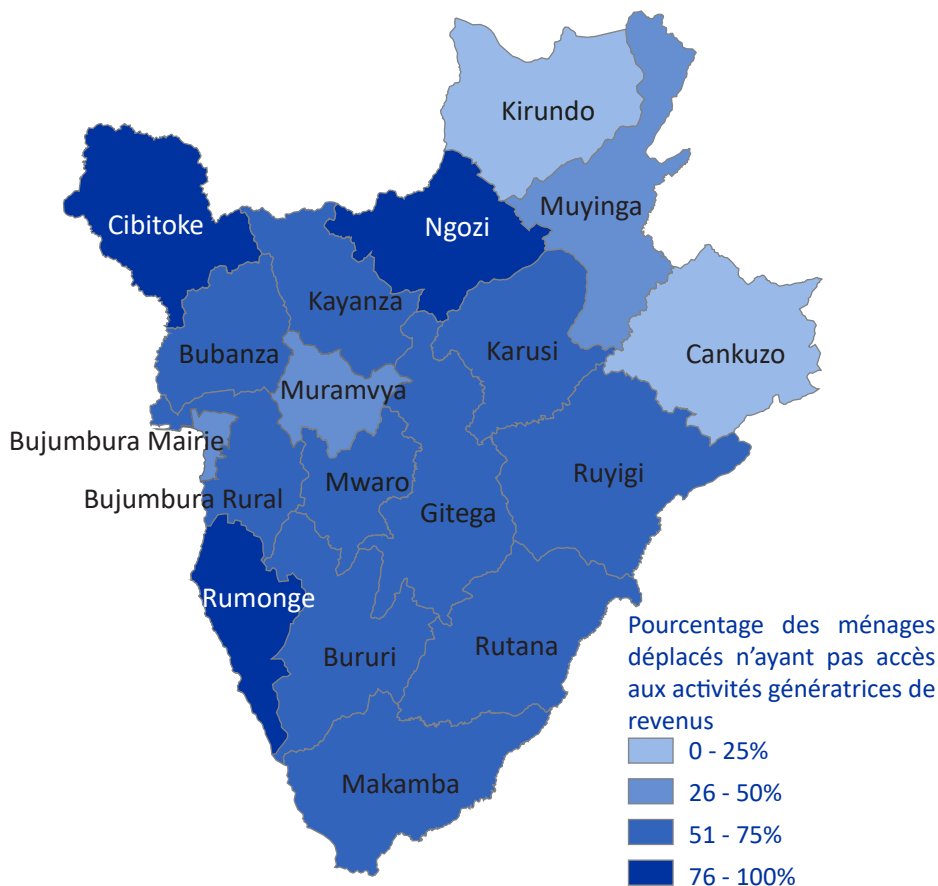 Kirundo
Muyinga
Cibitoke
Ngozi
Kayanza
Bubanza
Karusi
Cankuzo
Muramvya
Bujumbura Mairie
Ruyigi
Mwaro
Bujumbura Rural
Gitega
Rumonge
Bururi
Rutana
Makamba
Pourcentage des ménages
déplacés n'ayant pas accès
aux activités génératrices de
revenus
0 - 25%
26 - 50%
51 - 75%
76 - 100%